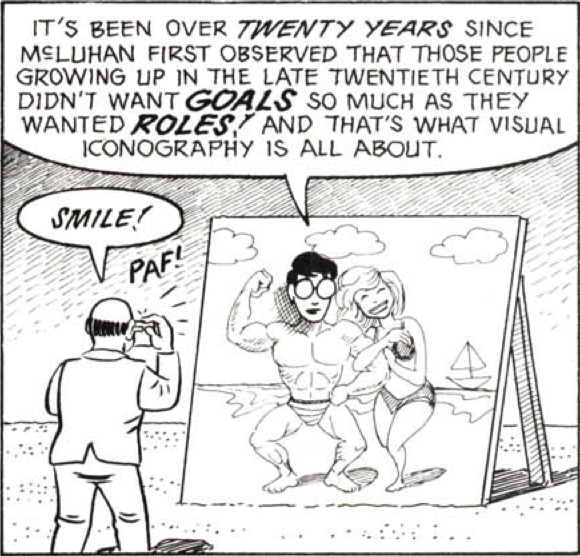 IT'S BEEN OVER TWENTY YEARS SINCE
McLUHAN FIRST OBSERVED THAT THOSE PEOPLE
GROWING UP IN THE LATE TWENTIETH CENTURY
DIDN'T WANT GOALS SO MUCH AS THEY
WANTED ROLES! AND THAT'S WHAT VISUAL
ICONOGRAPHY IS ALL ABOUT.
SMILE!
PAF!